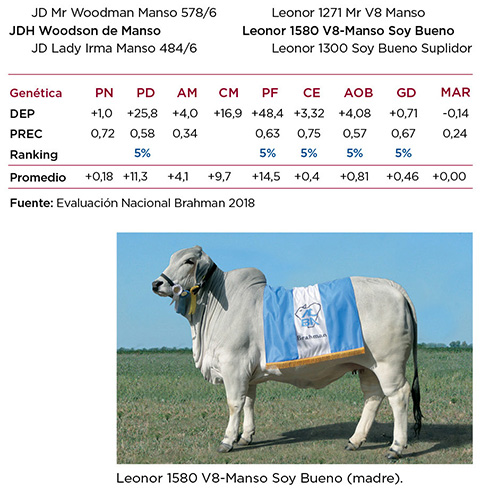 JD Mr Woodman Manso 578/6 Leonor 1271 Mr V8 Manso
JDH Woodson de Manso Leonor 1580 V8-Manso Soy Bueno
JD Lady Irma Manso 484/6 Leonor 1300 Soy Bueno Suplidor
Genética PN PD AM CM PF CE AOB GD MAR
DEP +1,0 +25,8 +4,0 +16,9 +48,4 +3,32 +4,08 +0,71 -0,14
PREC 0,72 0,58 0,34 0,63 0,75 0,57 0,67 0,24
Ranking 5% 5% 5% 5% 5%
Promedio +0,18 +11,3 +4,1 +9,7 +14,5 +0,4 +0,81 +0,46 +0,00
Fuente: Evaluación Nacional Brahman 2018
Brahman
Leonor 1580 V8-Manso Soy Bueno (madre).